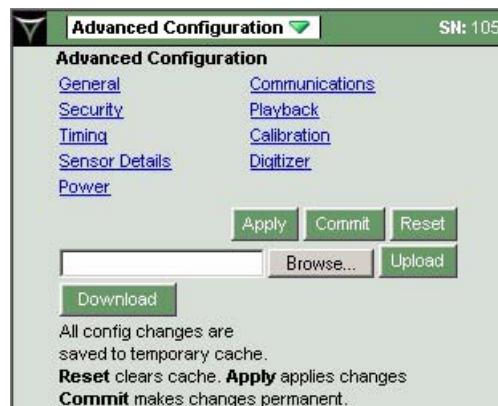 Advanced Configuration SN: 105
Advanced Configuration
General Communications
Security Playback
Timing Calibration
Sensor Details Digitizer
Power
Apply Commit Reset
Browse... Upload
Download
All config changes are
saved to temporary cache.
Reset clears cache. Apply applies changes
Commit makes changes permanent.